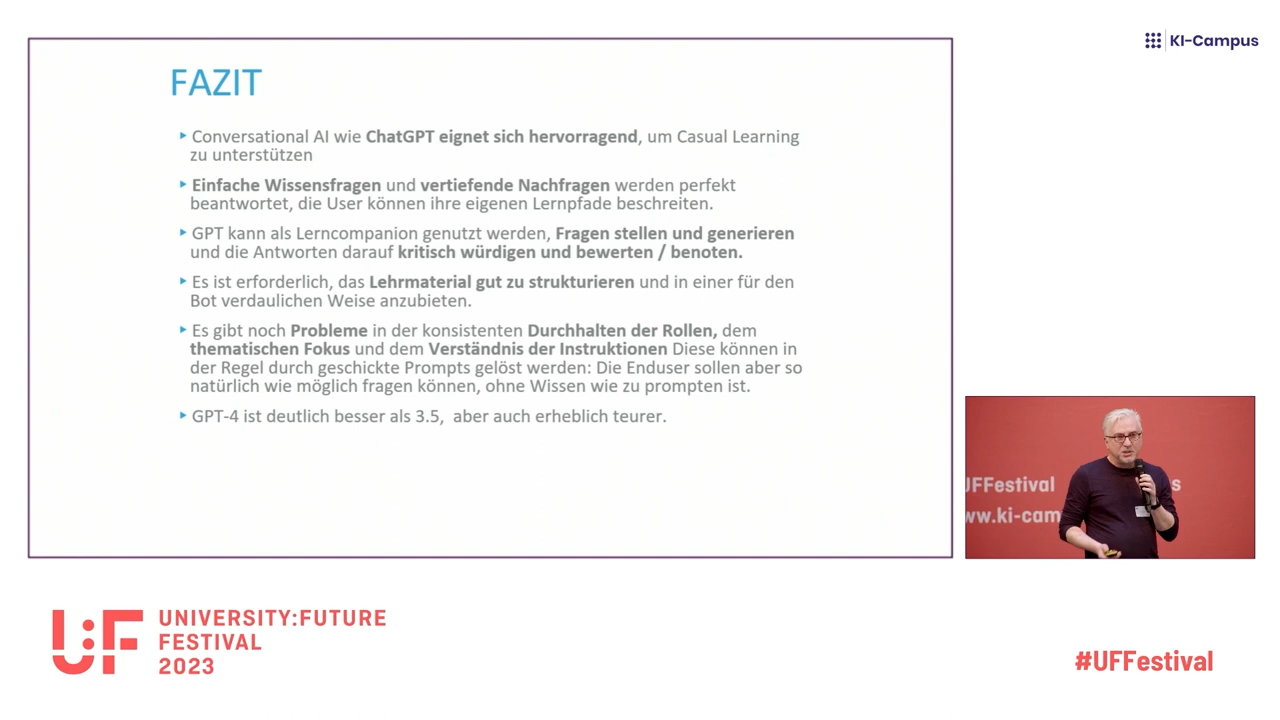 KI-Campus
FAZIT
Conversational AI wie ChatGPT eignet sich hervorragend, um Casual Learning
zu unterstützen
Einfache Wissensfragen und vertiefende Nachfragen werden perfekt
beantwortet, die User können ihre eigenen Lernpfade beschreiten.
GPT kann als Lerncompanion genutzt werden, Fragen stellen und generieren
und die Antworten darauf kritisch würdigen und bewerten / benoten.
Es ist erforderlich, das Lehrmaterial gut zu strukturieren und in einer für den
Bot verdaulichen Weise anzubieten.
Es gibt noch Probleme in der konsistenten Durchhalten der Rollen, dem
thematischen Fokus und dem Verständnis der Instruktionen Diese können in
der Regel durch geschickte Prompts gelöst werden: Die Enduser sollen aber so
natürlich wie möglich fragen können, ohne Wissen wie zu prompten ist.
GPT-4 ist deutlich besser als 3.5, aber auch erheblich teurer.
UFFestival s
ww.ki-cam
U:F UNIVERSITY:FUTURE
FESTIVAL
2023
#UFFestival